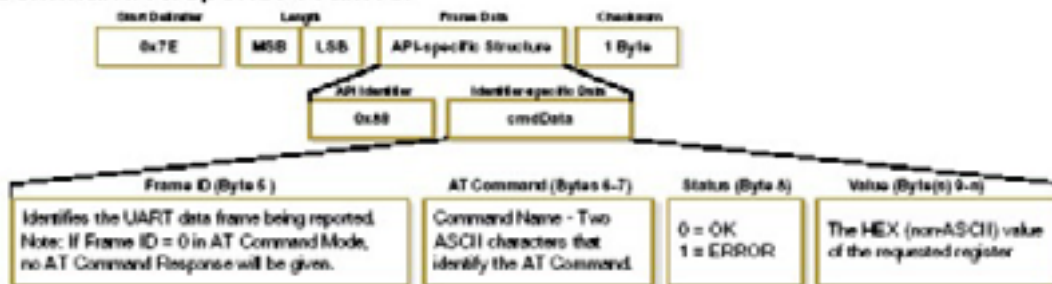 Start Delimiter Length Frame Data Checksum
0x7E MSB LSB API-specific Structure 1 Byte
API Identifier Identifier-specific Data
0x88 cmdData
Frame ID (Byte 5) AT Command (Bytes 6-7) Status (Byte 8) Value (Byte(s) 9-n)
Identifies the UART data frame being reported.
Note: If Frame ID = 0 in AT Command Mode,
no AT Command Response will be given.
Command Name - Two
ASCII characters that
identify the AT Command.
0 = OK
1 = ERROR
The HEX (non-ASCII) value
of the requested register